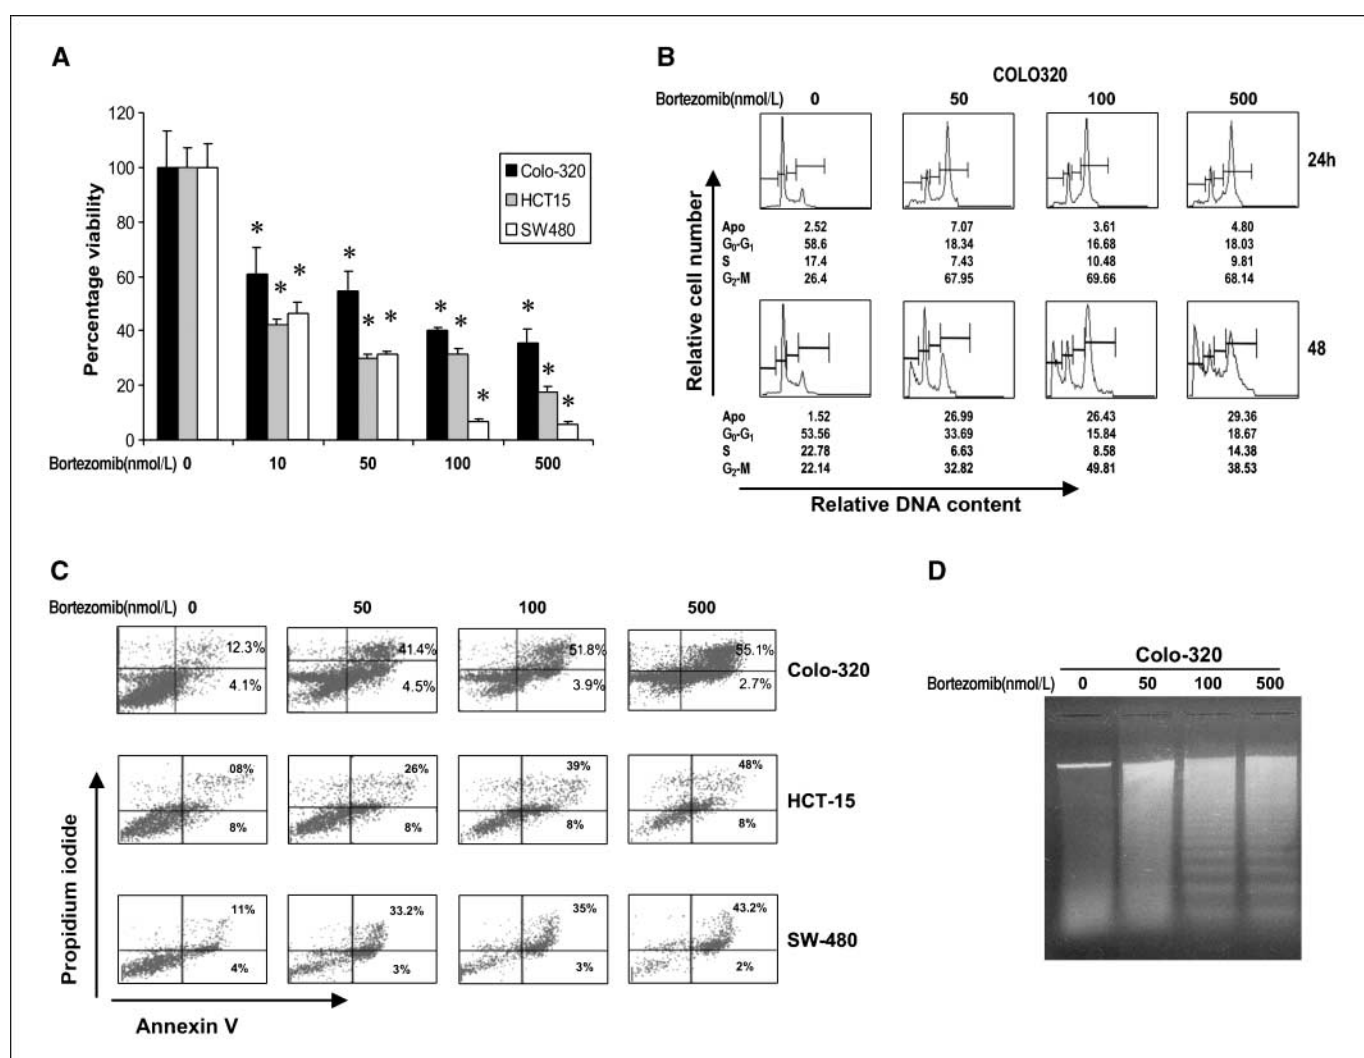 A
120
100
80
60
40
20
0
Percentage viability
* * *
* * *
* * *
* * *
Colo-320
HCT15
SW480
Bortezomib(nmol/L) 0 10 50 100 500
B
COLO320
Bortezomib(nmol/L) 0 50 100 500
24h
Relative cell number
Apo 2.52 7.07 3.61 4.80
G₀-G₁ 58.6 18.34 16.68 18.03
S 17.4 7.43 10.48 9.81
G₂-M 26.4 67.95 69.66 68.14
48
Apo 1.52 26.99 26.43 29.36
G₀-G₁ 53.56 33.69 15.84 18.67
S 22.78 6.63 8.58 14.38
G₂-M 22.14 32.82 49.81 38.53
Relative DNA content
C
Bortezomib(nmol/L) 0 50 100 500
12.3% 41.4% 51.8% 55.1%
Colo-320
4.1% 4.5% 3.9% 2.7%
08% 26% 39% 48%
HCT-15
8% 8% 8% 8%
11% 33.2% 35% 43.2%
SW-480
4% 3% 3% 2%
Propidium iodide
Annexin V
D
Colo-320
Bortezomib(nmol/L) 0 50 100 500